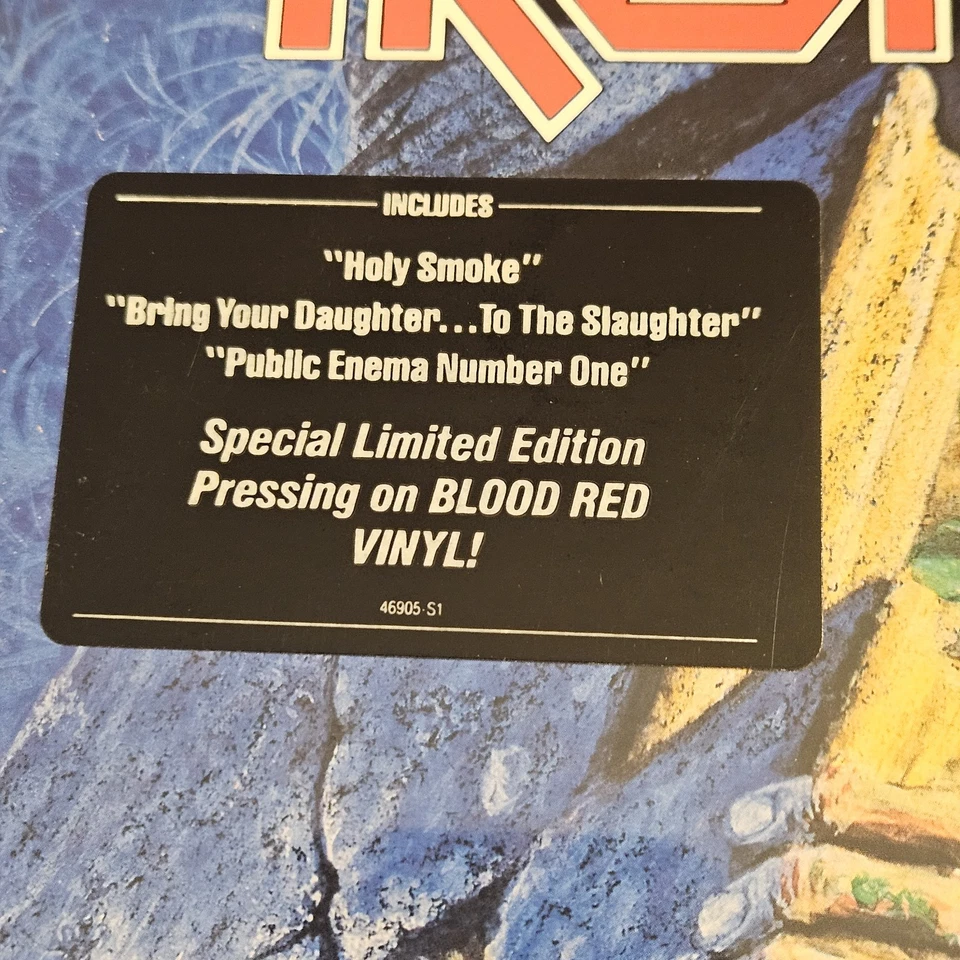 INCLUDES
"Holy Smoke"
"Bring Your Daughter...To The Slaughter"
"Public Enema Number One"
Special Limited Edition
Pressing on BLOOD RED
VINYL!
46905-S1